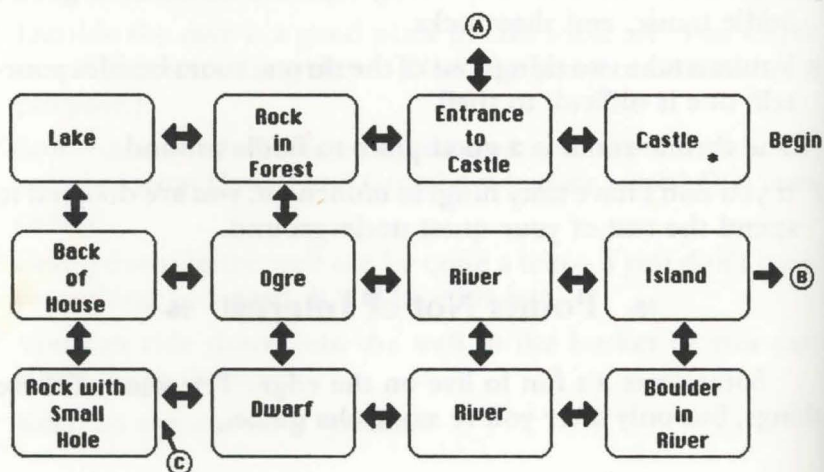 A
Lake
Rock
in
Forest
Entrance
to
Castle
Castle *
Begin
Back
of
House
Ogre
River
Island
B
Rock with
Small
Hole
Dwarf
River
Boulder
in
River
C